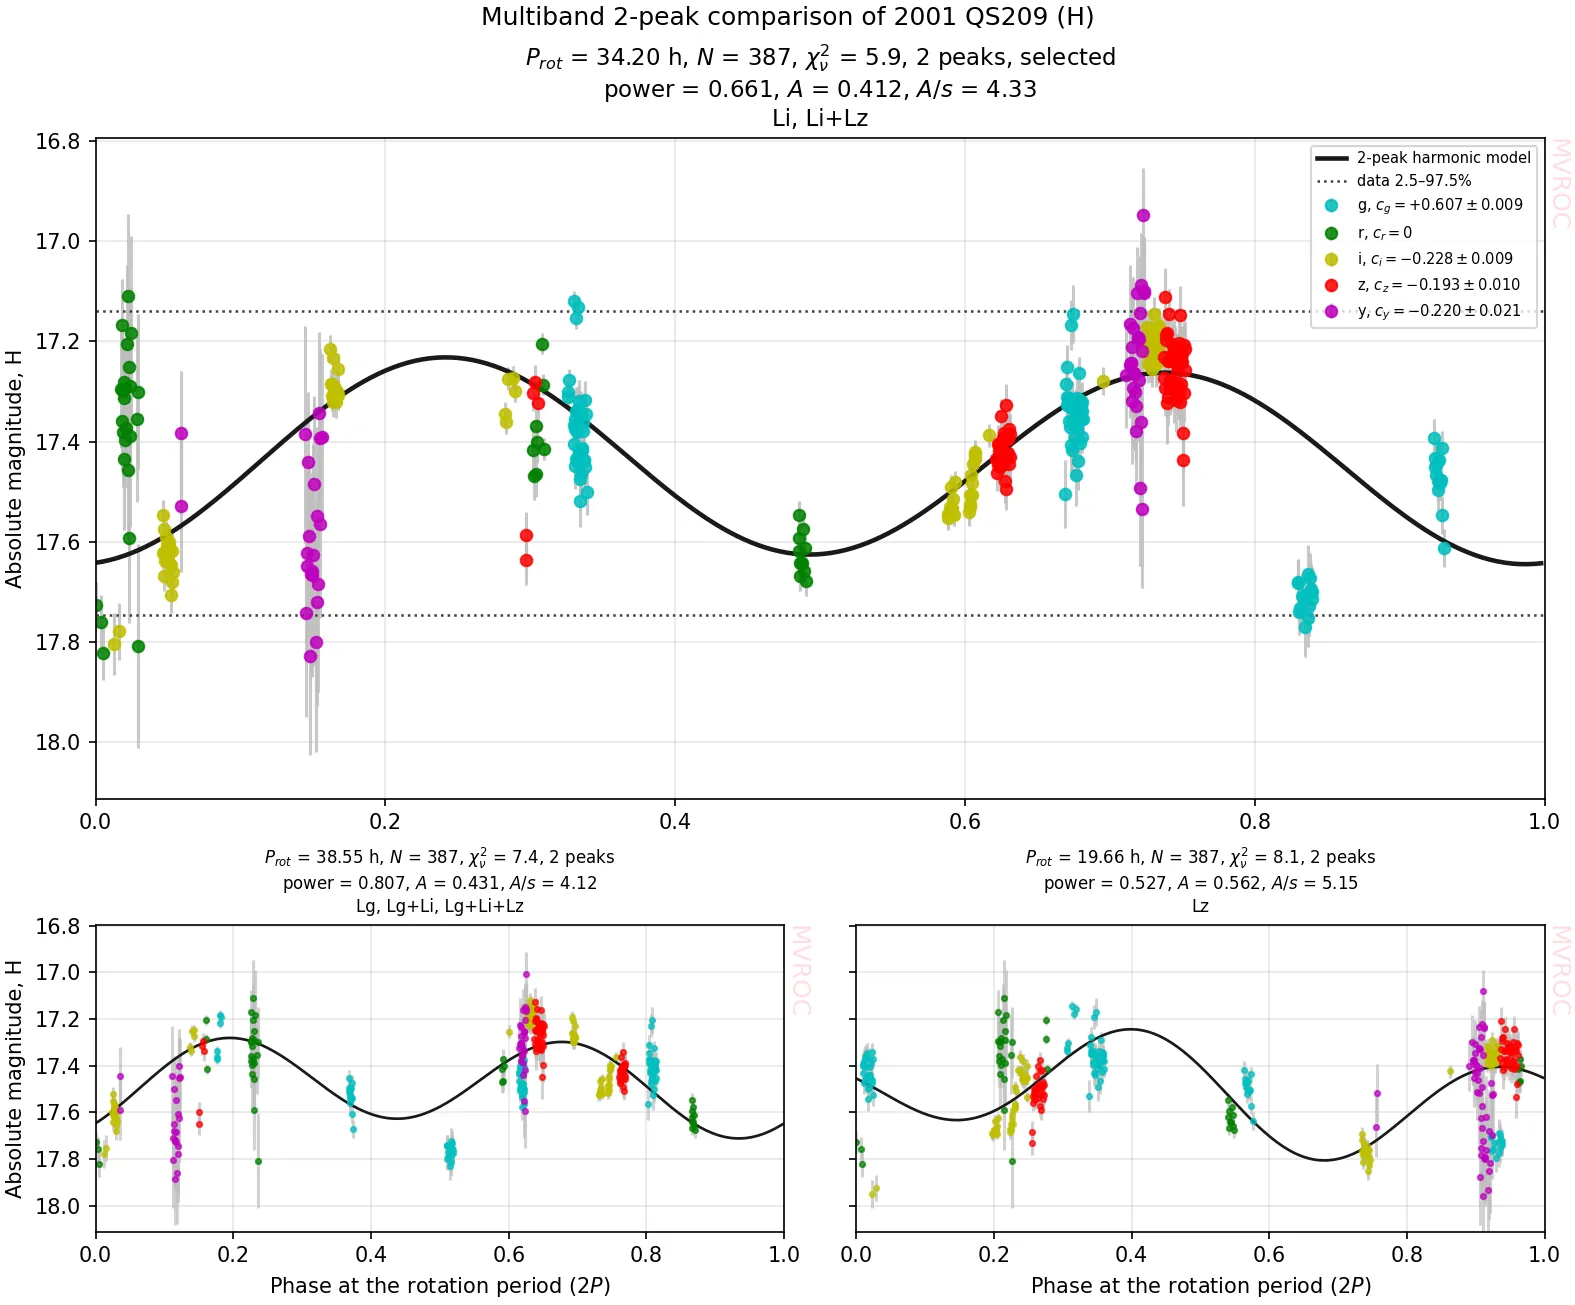 Multiband 2-peak comparison of 2001 QS209 (H)
P_rot = 34.20 h, N = 387, χ²_ν = 5.9, 2 peaks, selected
power = 0.661, A = 0.412, A/s = 4.33
Li, Li+Lz
MVROC
2-peak harmonic model
data 2.5–97.5%
g, c_g = +0.607 ± 0.009
r, c_r = 0
i, c_i = −0.228 ± 0.009
z, c_z = −0.193 ± 0.010
y, c_y = −0.220 ± 0.021
Absolute magnitude, H
16.8
17.0
17.2
17.4
17.6
17.8
18.0
0.0 0.2 0.4 0.6 0.8 1.0
P_rot = 38.55 h, N = 387, χ²_ν = 7.4, 2 peaks
power = 0.807, A = 0.431, A/s = 4.12
Lg, Lg+Li, Lg+Li+Lz
MVROC
Absolute magnitude, H
16.8
17.0
17.2
17.4
17.6
17.8
18.0
0.0 0.2 0.4 0.6 0.8 1.0
Phase at the rotation period (2P)
P_rot = 19.66 h, N = 387, χ²_ν = 8.1, 2 peaks
power = 0.527, A = 0.562, A/s = 5.15
Lz
MVROC
0.0 0.2 0.4 0.6 0.8 1.0
Phase at the rotation period (2P)